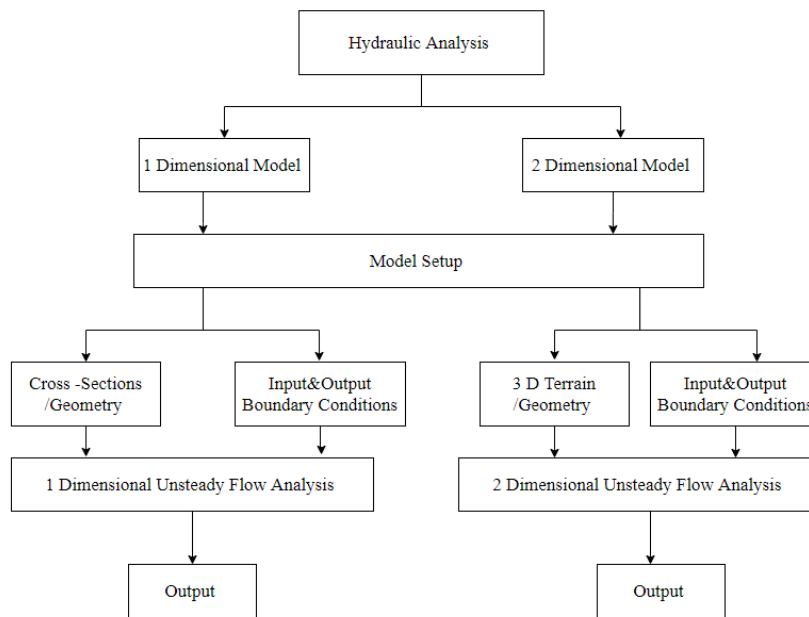 Hydraulic Analysis
1 Dimensional Model
2 Dimensional Model
Model Setup
Cross -Sections
/Geometry
Input&Output
Boundary Conditions
3 D Terrain
/Geometry
Input&Output
Boundary Conditions
1 Dimensional Unsteady Flow Analysis
2 Dimensional Unsteady Flow Analysis
Output
Output